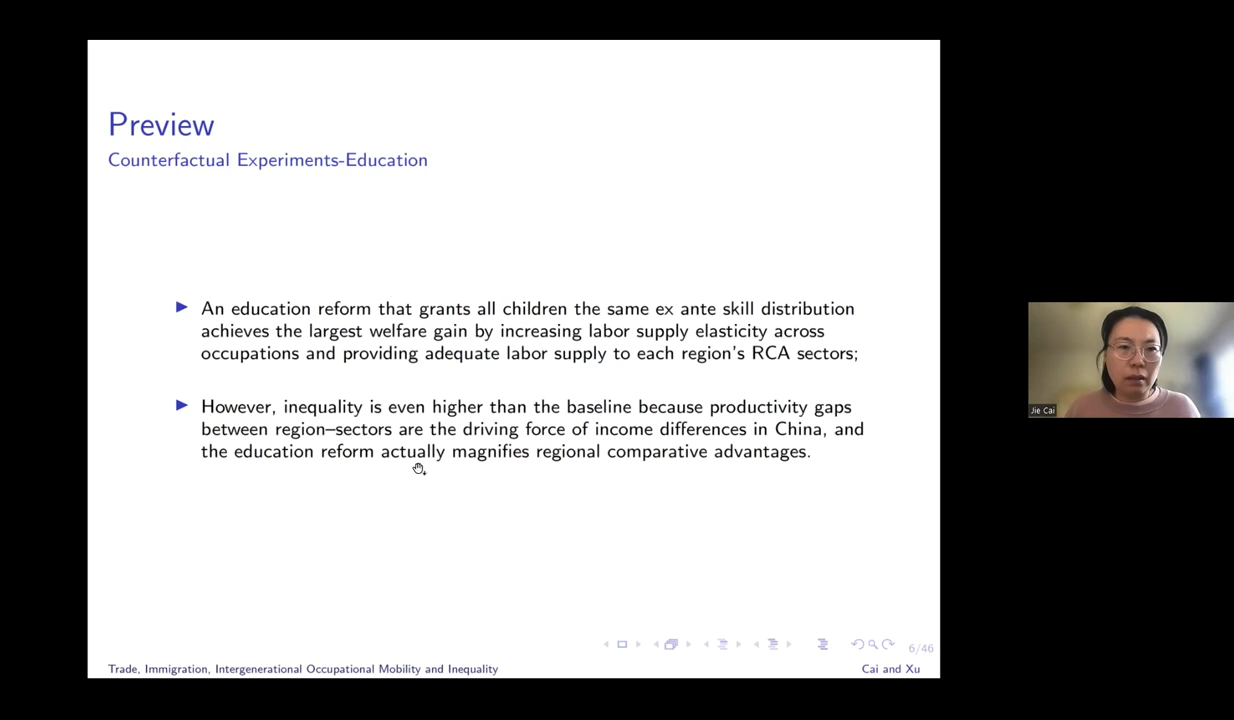 Preview
Counterfactual Experiments-Education
An education reform that grants all children the same ex ante skill distribution
achieves the largest welfare gain by increasing labor supply elasticity across
occupations and providing adequate labor supply to each region's RCA sectors;
However, inequality is even higher than the baseline because productivity gaps
between region–sectors are the driving force of income differences in China, and
the education reform actually magnifies regional comparative advantages.
Jie Cai
6/46
Trade, Immigration, Intergenerational Occupational Mobility and Inequality
Cai and Xu